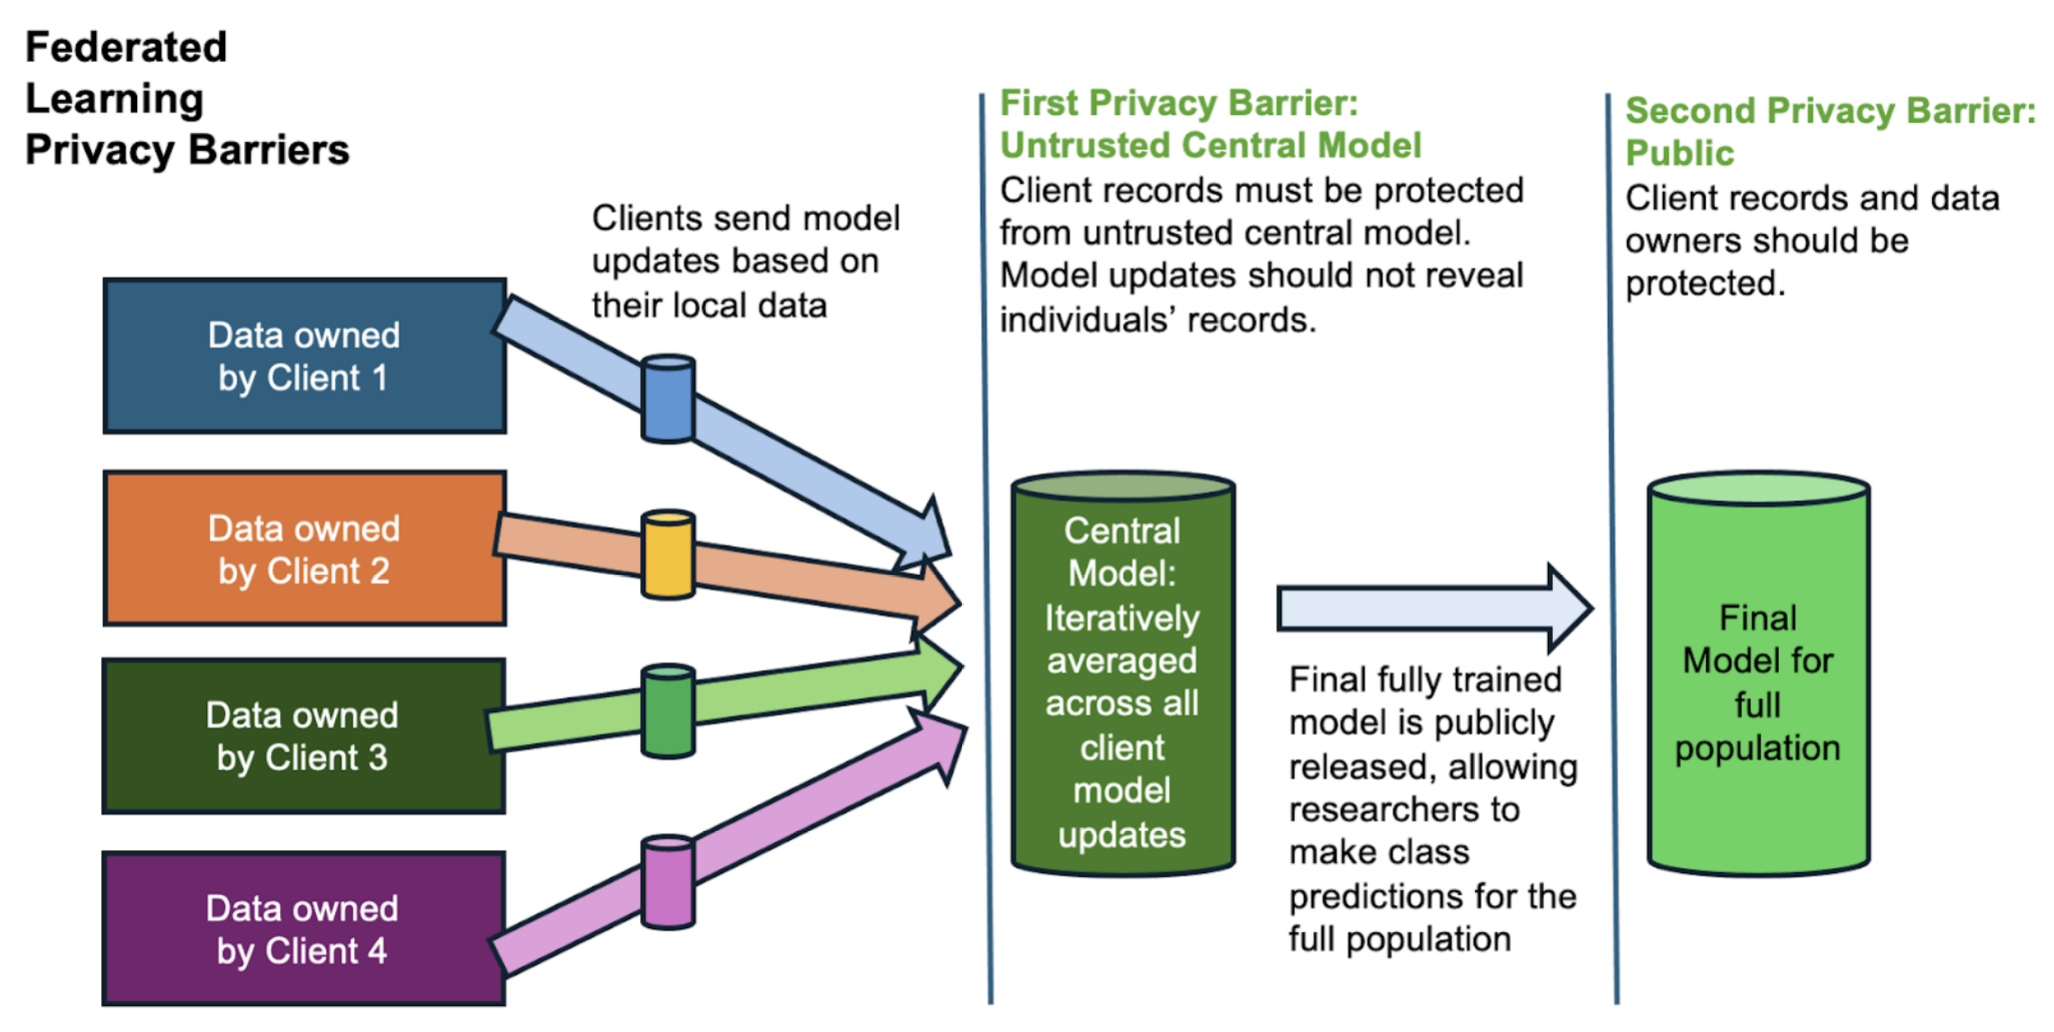 Federated
Learning
Privacy Barriers
Clients send model
updates based on
their local data
First Privacy Barrier:
Untrusted Central Model
Client records must be protected
from untrusted central model.
Model updates should not reveal
individuals’ records.
Second Privacy Barrier:
Public
Client records and data
owners should be
protected.
Data owned
by Client 1
Data owned
by Client 2
Data owned
by Client 3
Data owned
by Client 4
Central
Model:
Iteratively
averaged
across all
client
model
updates
Final fully trained
model is publicly
released, allowing
researchers to
make class
predictions for the
full population
Final
Model for
full
population